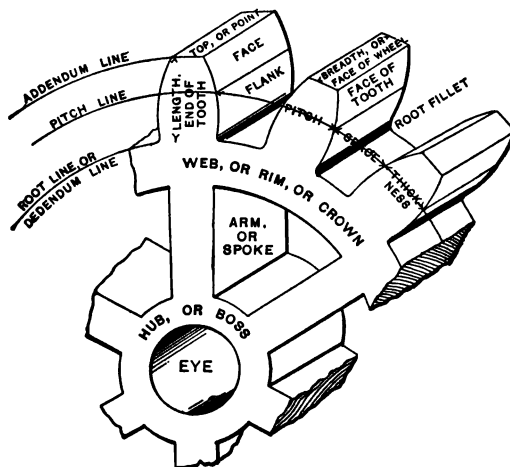 ADDENDUM LINE
PITCH LINE
ROOT LINE, OR
DEDENDUM LINE
TOP, OR POINT
FACE
FLANK
LENGTH.
END OF
TOOTH
BREADTH, OR
FACE OF WHEEL
FACE OF
TOOTH
ROOT FILLET
PITCH
SPACE
THICK
NESS
WEB, OR RIM, OR CROWN
ARM.
OR
SPOKE
HUB, OR BOSS
EYE